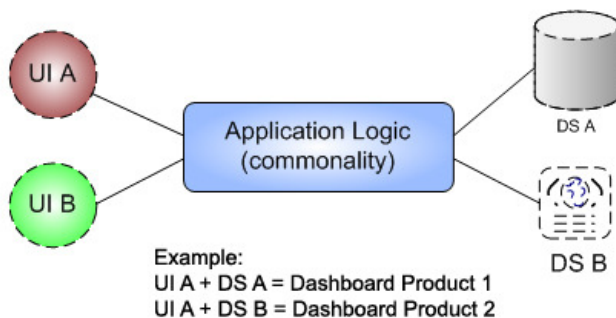 UI A
DS A
Application Logic
(commonality)
UI B
DS B
Example:
UI A + DS A = Dashboard Product 1
UI A + DS B = Dashboard Product 2